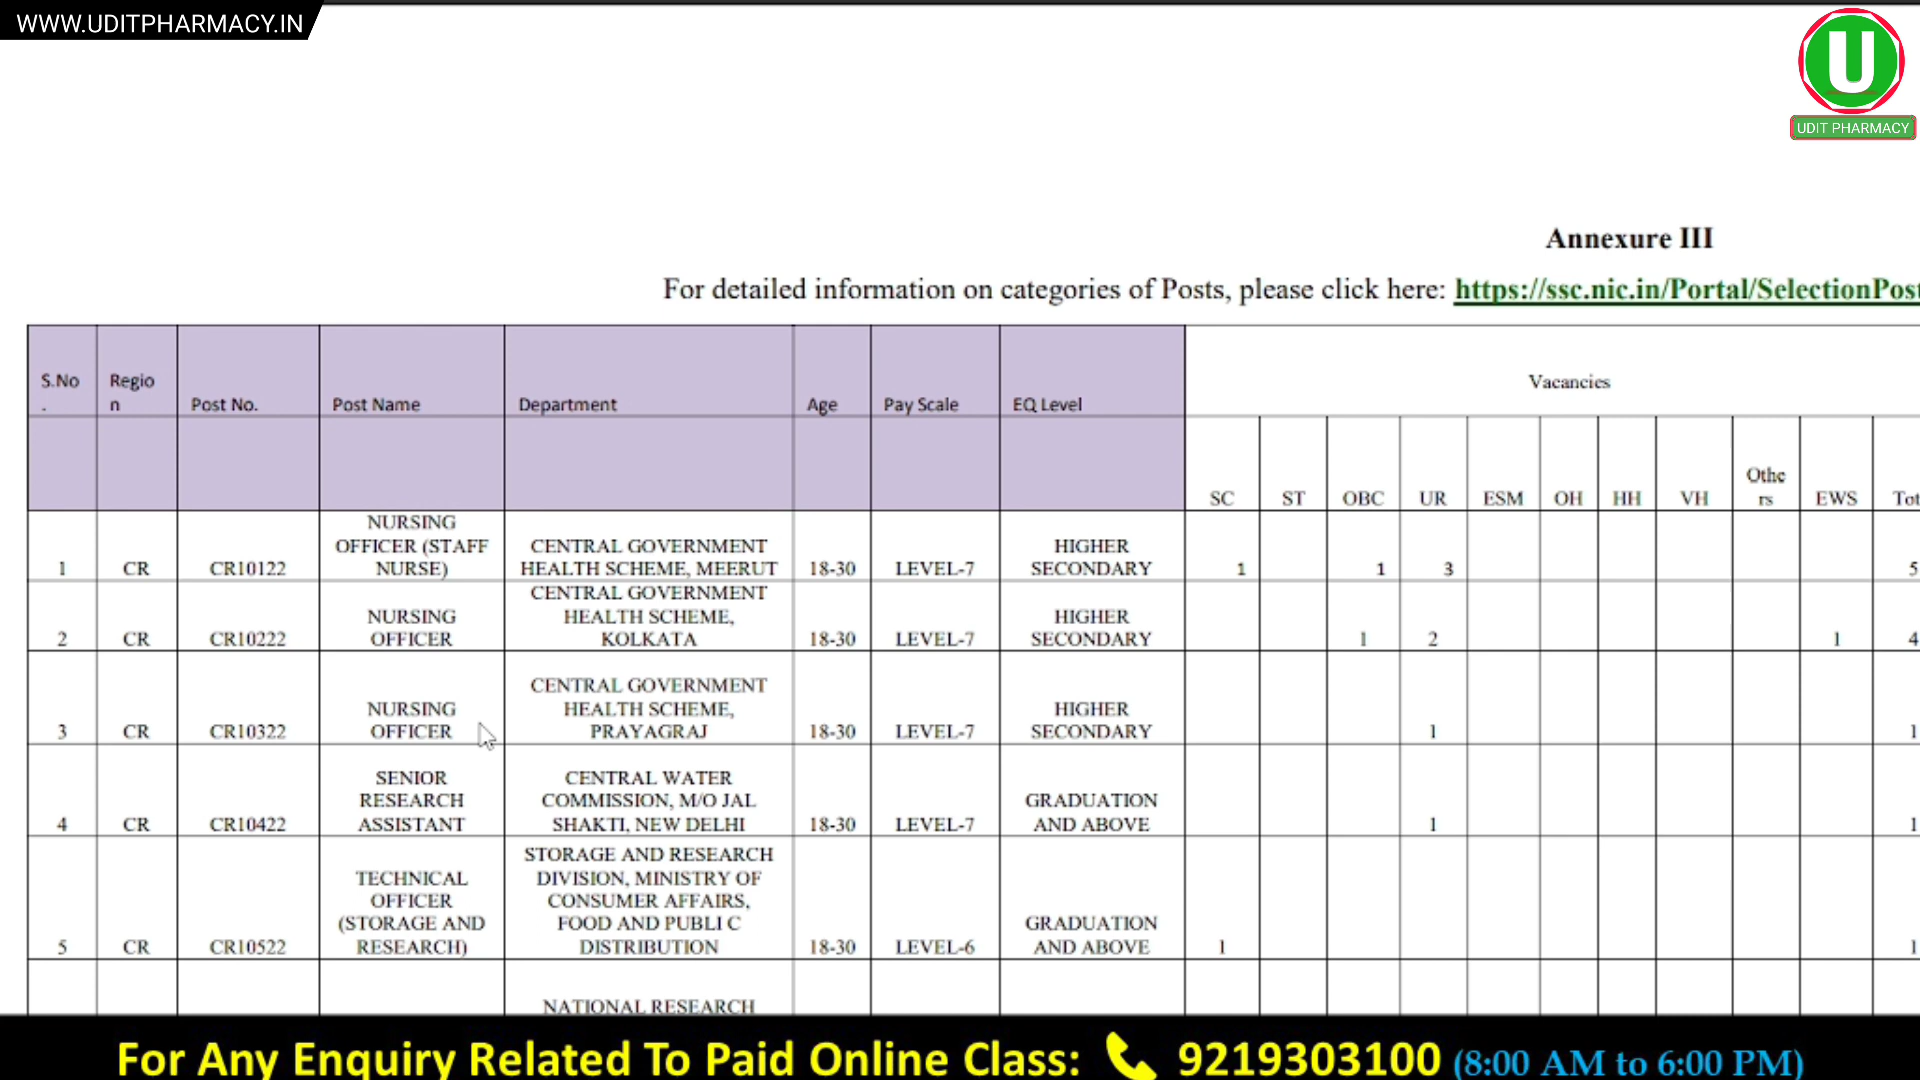 WWW.UDITPHARMACY.IN
U
UDIT PHARMACY
Annexure III
For detailed information on categories of Posts, please click here: https://ssc.nic.in/Portal/SelectionPost
S.No. Region Post No. Post Name Department Age Pay Scale EQ Level Vacancies
SC ST OBC UR ESM OH HH VH Others EWS Tot
1 CR CR10122 NURSING OFFICER (STAFF NURSE) CENTRAL GOVERNMENT HEALTH SCHEME, MEERUT 18-30 LEVEL-7 HIGHER SECONDARY 1 1 3 5
2 CR CR10222 NURSING OFFICER CENTRAL GOVERNMENT HEALTH SCHEME, KOLKATA 18-30 LEVEL-7 HIGHER SECONDARY 1 2 1 4
3 CR CR10322 NURSING OFFICER CENTRAL GOVERNMENT HEALTH SCHEME, PRAYAGRAJ 18-30 LEVEL-7 HIGHER SECONDARY 1 1
4 CR CR10422 SENIOR RESEARCH ASSISTANT CENTRAL WATER COMMISSION, M/O JAL SHAKTI, NEW DELHI 18-30 LEVEL-7 GRADUATION AND ABOVE 1 1
5 CR CR10522 TECHNICAL OFFICER (STORAGE AND RESEARCH) STORAGE AND RESEARCH DIVISION, MINISTRY OF CONSUMER AFFAIRS, FOOD AND PUBLI C DISTRIBUTION 18-30 LEVEL-6 GRADUATION AND ABOVE 1 1
NATIONAL RESEARCH
For Any Enquiry Related To Paid Online Class: 9219303100 (8:00 AM to 6:00 PM)